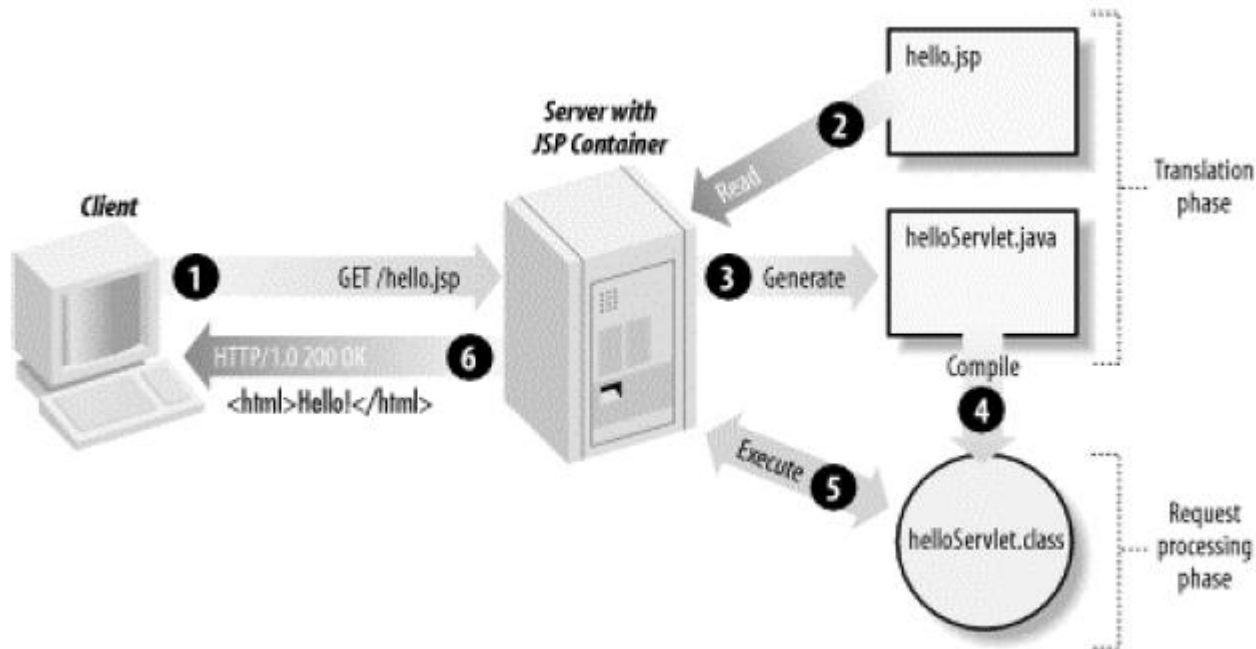 hello.jsp
Server with
JSP Container
2
Read
Translation
phase
Client
helloServlet.java
1
GET /hello.jsp
3
Generate
HTTP/1.0 200 OK
6
<html>Hello!</html>
Compile
4
Execute
5
helloServlet.class
Request
processing
phase